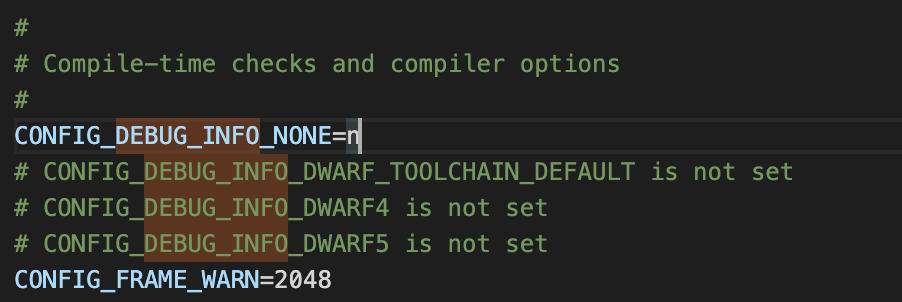 #
# Compile-time checks and compiler options
#
CONFIG_DEBUG_INFO_NONE=n
# CONFIG_DEBUG_INFO_DWARF_TOOLCHAIN_DEFAULT is not set
# CONFIG_DEBUG_INFO_DWARF4 is not set
# CONFIG_DEBUG_INFO_DWARF5 is not set
CONFIG_FRAME_WARN=2048